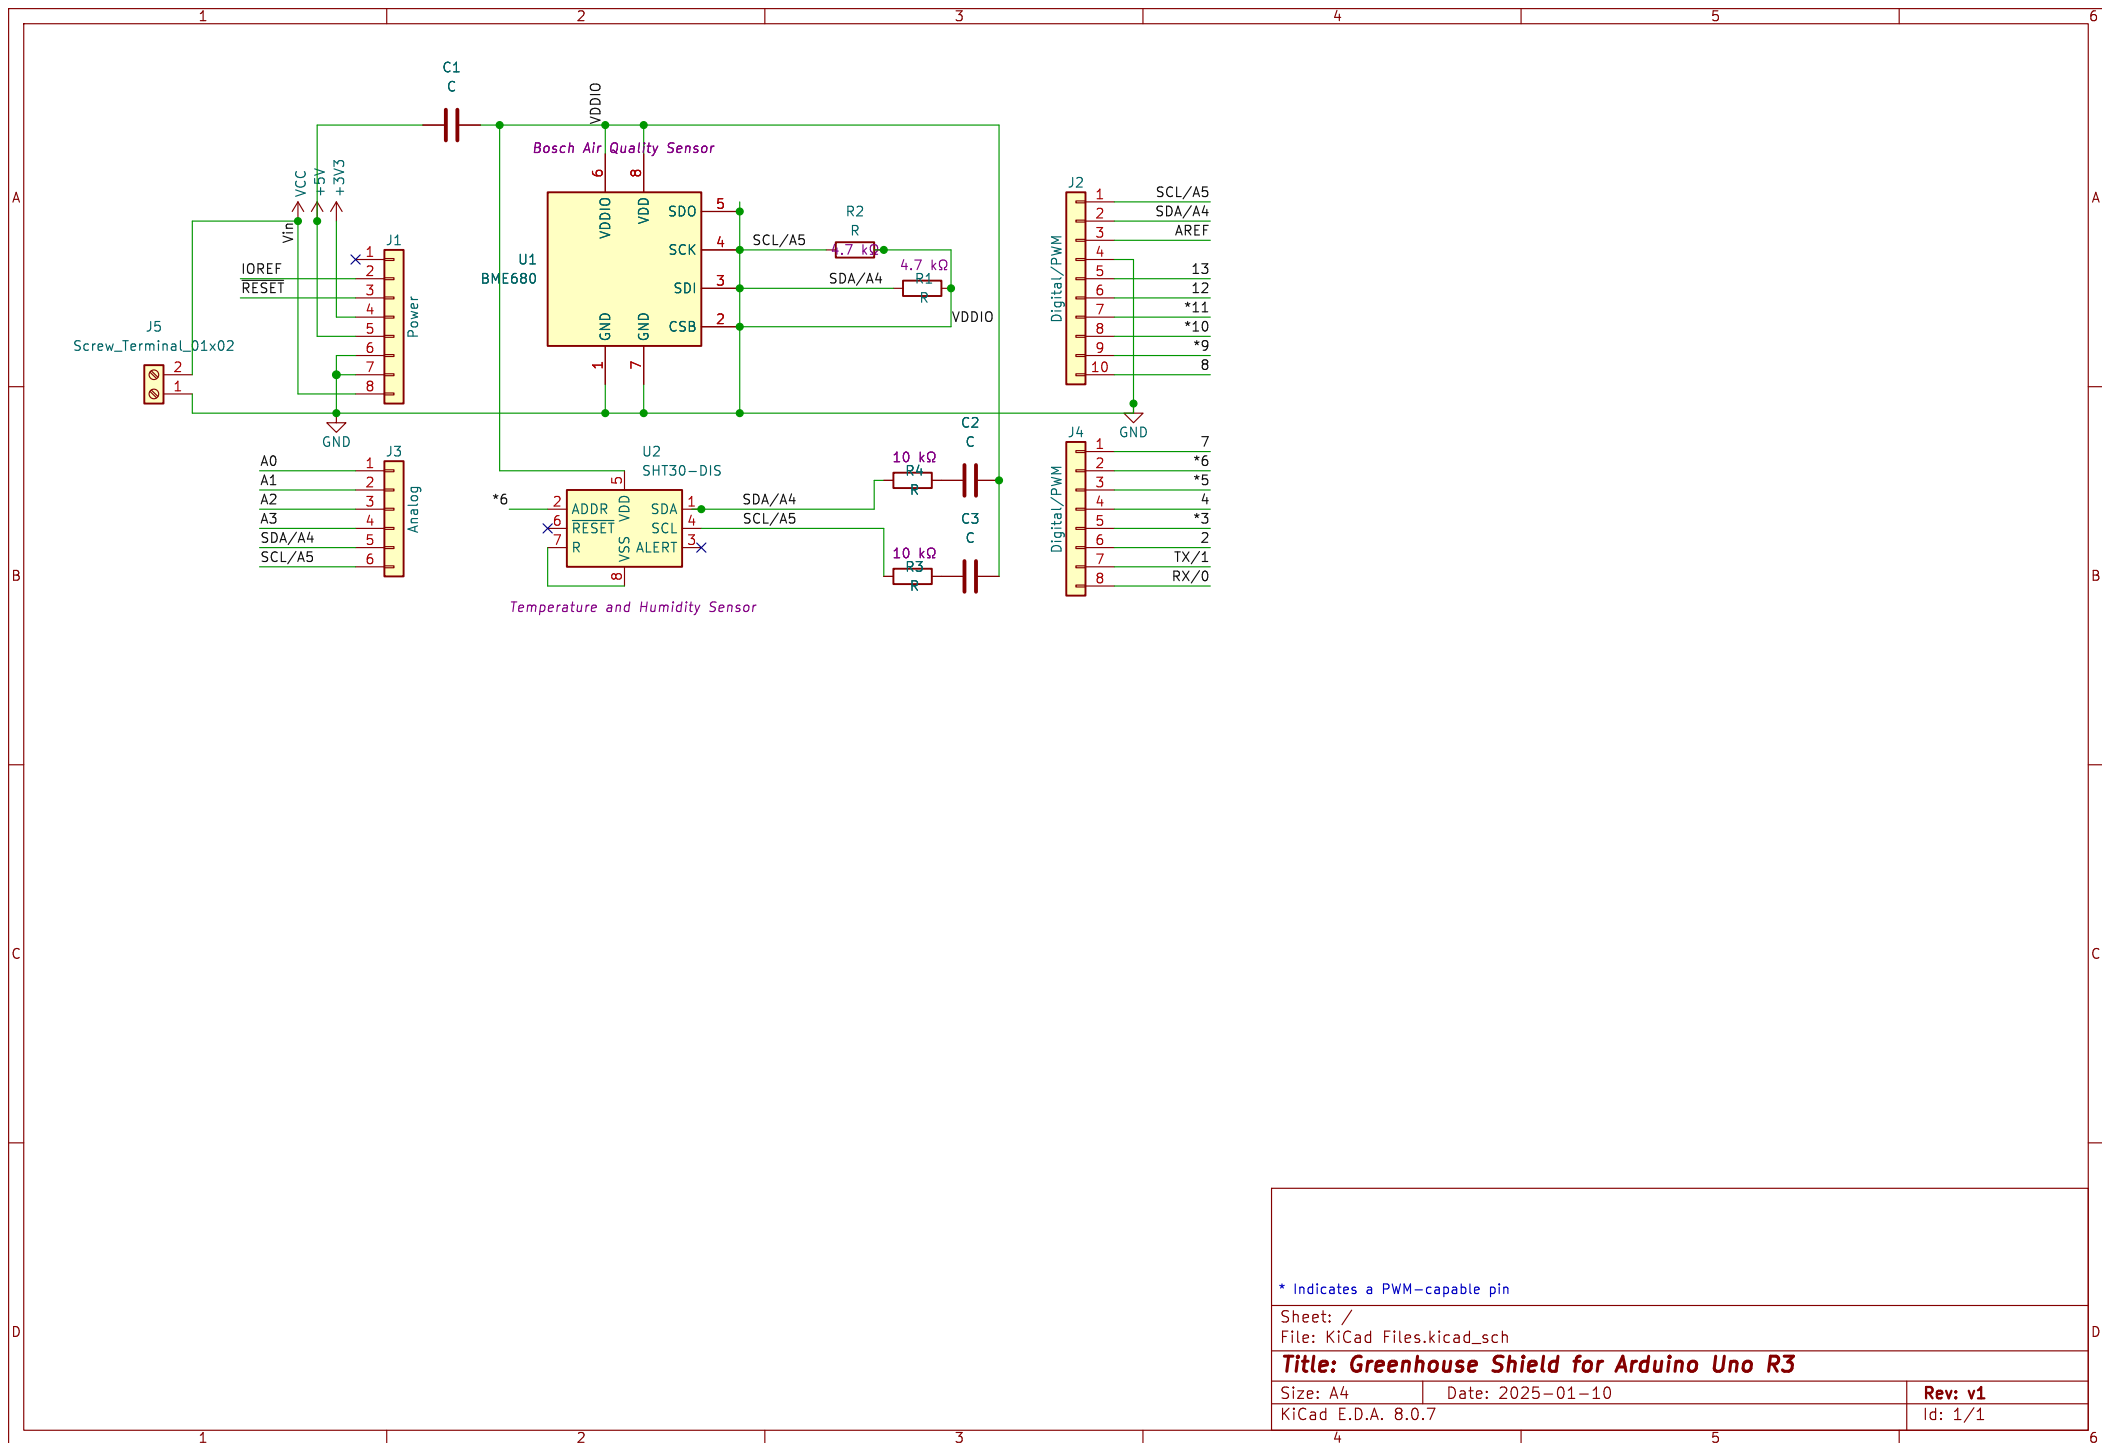 1 2 3 4 5 6
A
B
C
D
A
B
C
D
C1
C
VDDIO
Bosch Air Quality Sensor
VCC
+5V
+3V3
Vin
J1
1
2
3
4
5
6
7
8
Power
IOREF
RESET
J5
Screw_Terminal_01x02
2
1
GND
U1
BME680
6
8
VDDIO
VDD
SDO
SCK
SDI
CSB
GND
GND
5
4
3
2
1
7
SCL/A5
R2
R
4.7 kΩ
SDA/A4
4.7 kΩ
R1
R
VDDIO
J2
Digital/PWM
1 SCL/A5
2 SDA/A4
3 AREF
4
5 13
6 12
7 *11
8 *10
9 *9
10 8
GND
J3
Analog
A0 1
A1 2
A2 3
A3 4
SDA/A4 5
SCL/A5 6
U2
SHT30-DIS
*6
5
2 ADDR
6 RESET
7 R
VDD
VSS
SDA 1
SCL 4
ALERT 3
8
Temperature and Humidity Sensor
SDA/A4
SCL/A5
10 kΩ
R4
R
C2
C
10 kΩ
R3
R
C3
C
J4
Digital/PWM
1 7
2 *6
3 *5
4 4
5 *3
6 2
7 TX/1
8 RX/0
* Indicates a PWM-capable pin
Sheet: /
File: KiCad Files.kicad_sch
Title: Greenhouse Shield for Arduino Uno R3
Size: A4 Date: 2025-01-10 Rev: v1
KiCad E.D.A. 8.0.7 Id: 1/1
1 2 3 4 5 6